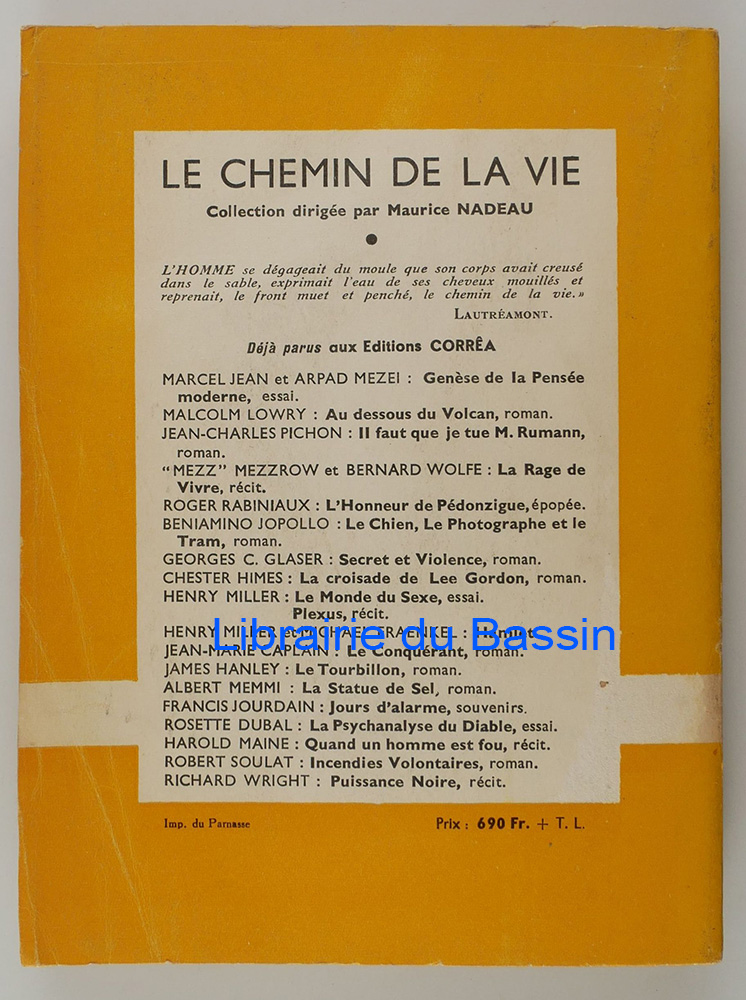 LE CHEMIN DE LA VIE
Collection dirigée par Maurice NADEAU
L'HOMME se dégageait du moule que son corps avait creusé
dans le sable, exprimait l'eau de ses cheveux mouillés et
reprenait, le front muet et penché, le chemin de la vie.»
LAUTRÉAMONT.
Déjà parus aux Editions CORRÊA
MARCEL JEAN et ARPAD MEZEI : Genèse de la Pensée
moderne, essai.
MALCOLM LOWRY : Au dessous du Volcan, roman.
JEAN-CHARLES PICHON : Il faut que je tue M. Rumann,
roman.
“MEZZ” MEZZROW et BERNARD WOLFE : La Rage de
Vivre, récit.
ROGER RABINIAUX : L'Honneur de Pédonzigue, épopée.
BENIAMINO JOPOLLO : Le Chien, Le Photographe et le
Tram, roman.
GEORGES C. GLASER : Secret et Violence, roman.
CHESTER HIMES : La croisade de Lee Gordon, roman.
HENRY MILLER : Le Monde du Sexe, essai.
Plexus, récit.
HENRY MILLER et MICHAEL FRAENKEL : Hamlet
Librairie du Bassin
JEAN-MARIE CAPLAIN : Le Conquérant, roman.
JAMES HANLEY : Le Tourbillon, roman.
ALBERT MEMMI : La Statue de Sel, roman.
FRANCIS JOURDAIN : Jours d'alarme, souvenirs.
ROSETTE DUBAL : La Psychanalyse du Diable, essai.
HAROLD MAINE : Quand un homme est fou, récit.
ROBERT SOULAT : Incendies Volontaires, roman.
RICHARD WRIGHT : Puissance Noire, récit.
Imp. du Parnasse
Prix : 690 Fr. + T. L.